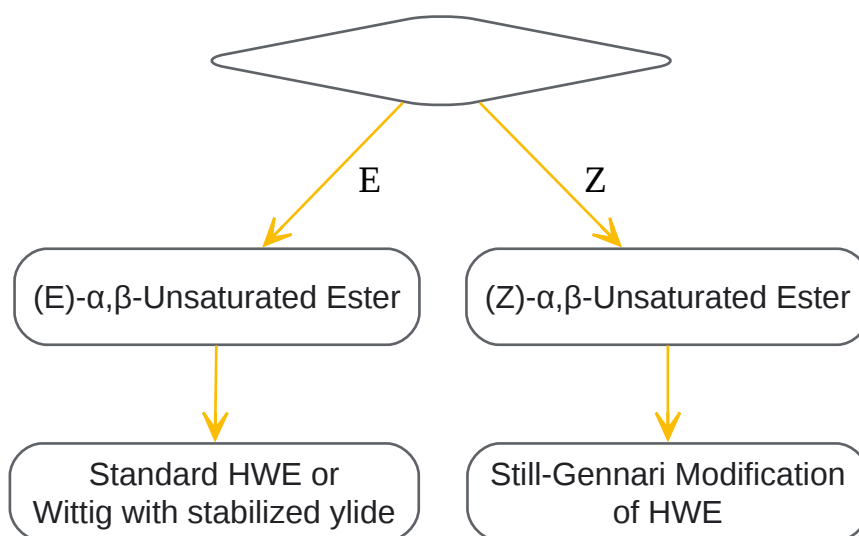 E
Z
(E)-α,β-Unsaturated Ester
(Z)-α,β-Unsaturated Ester
Standard HWE or
Wittig with stabilized ylide
Still-Gennari Modification
of HWE